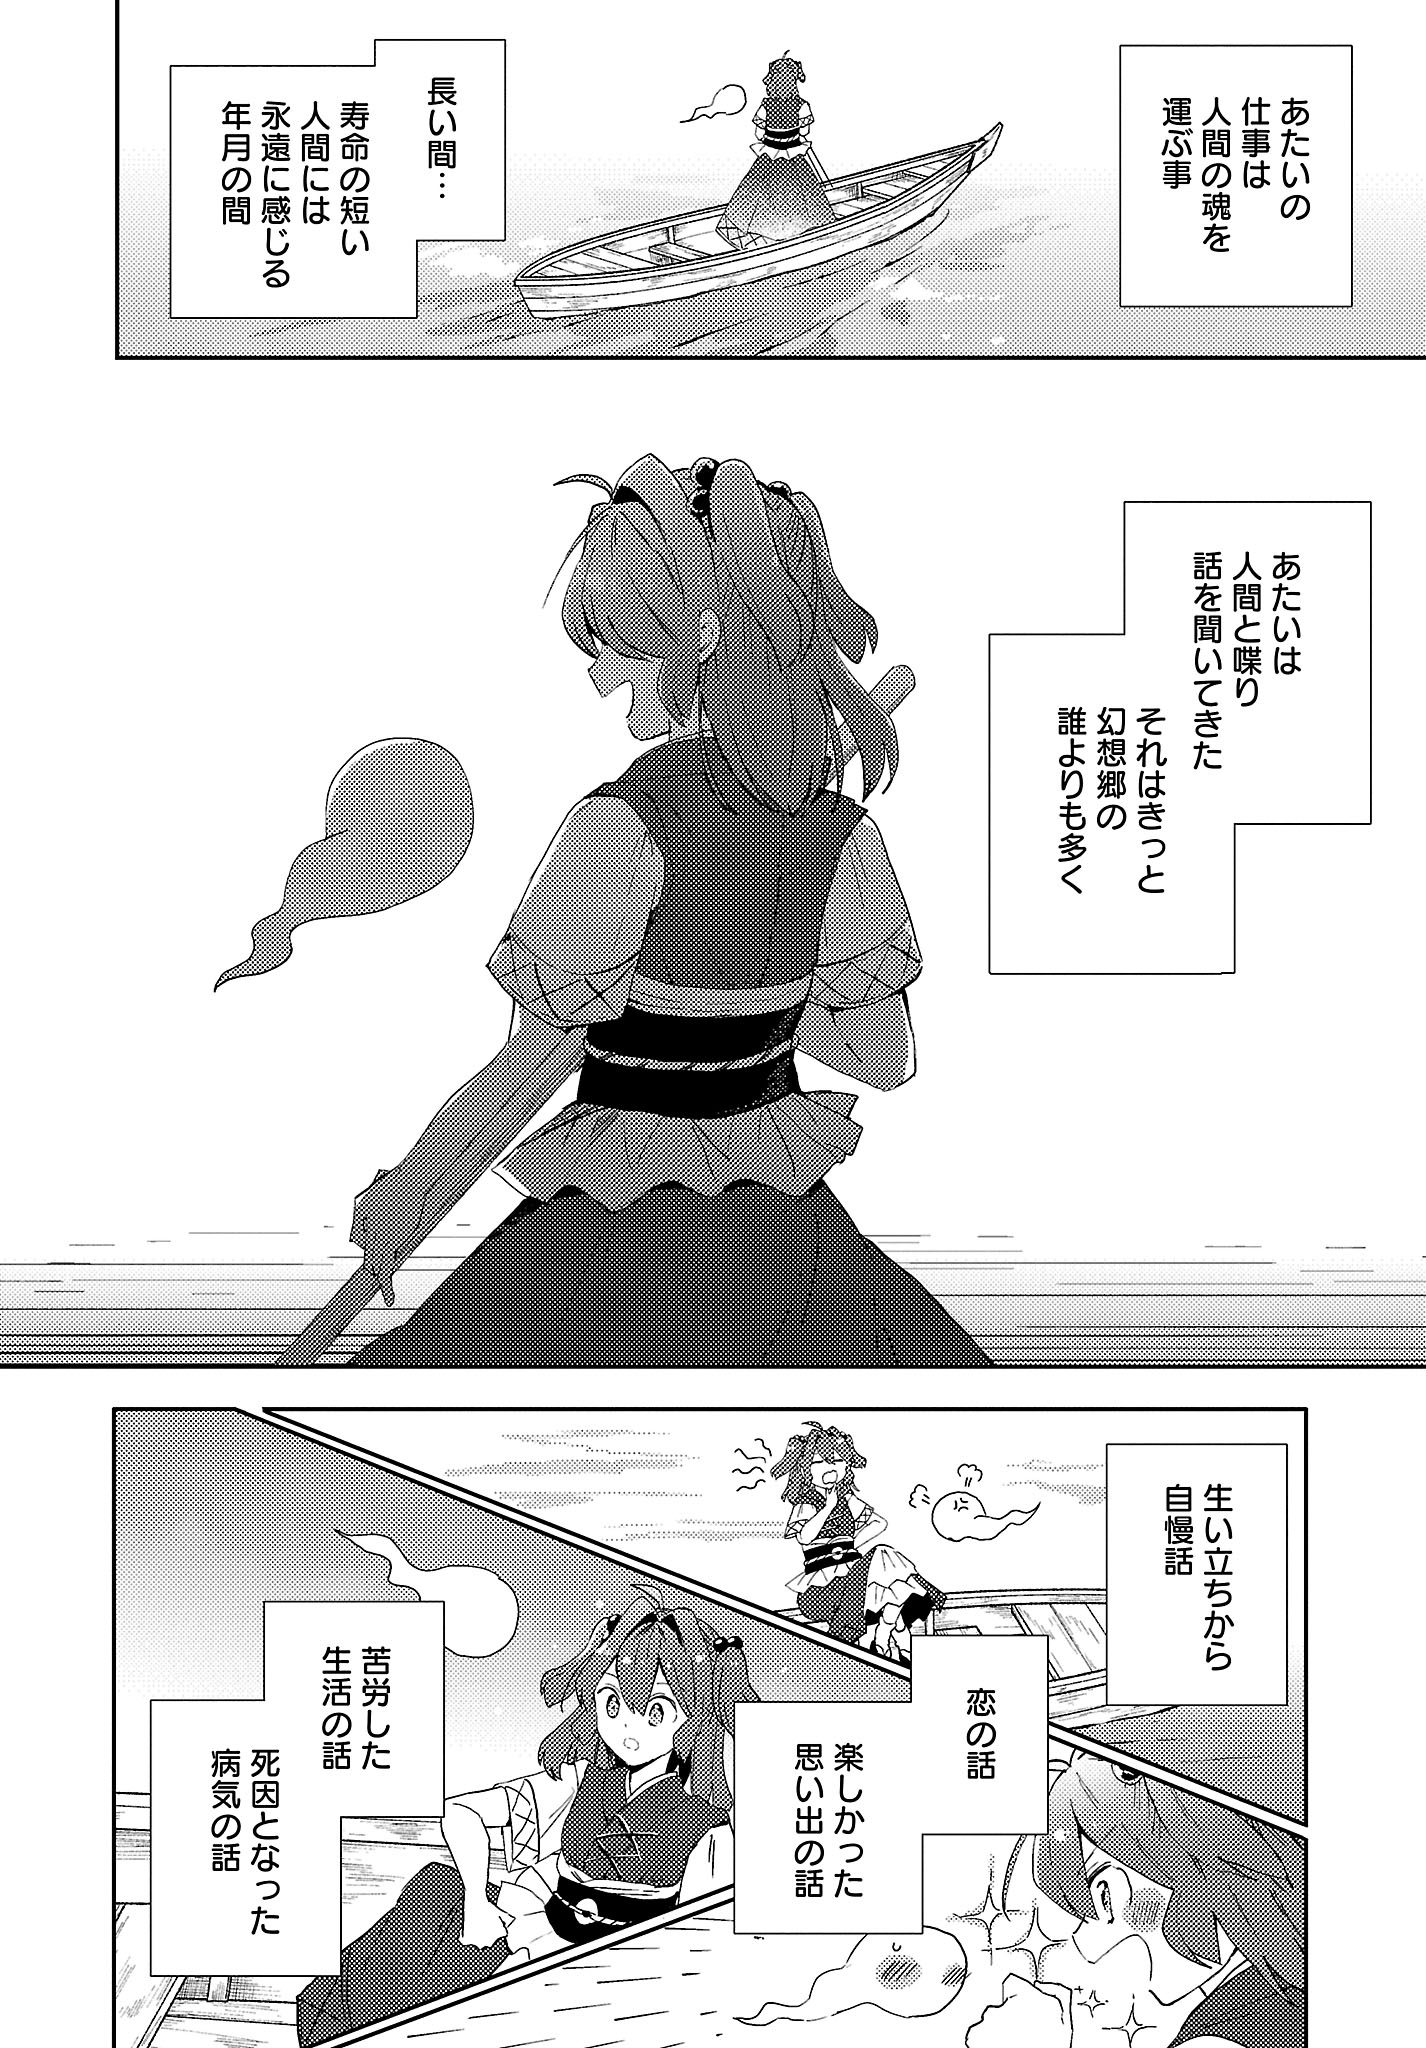 あたいの
仕事は
人間の魂を
運ぶ事
長い間…
寿命の短い
人間には
永遠に感じる
年月の間
あたいは
人間と喋り
話を聞いてきた
それはきっと
幻想郷の
誰よりも多く
生い立ちから
自慢話
恋の話
楽しかった
思い出の話
苦労した
生活の話
死因となった
病気の話